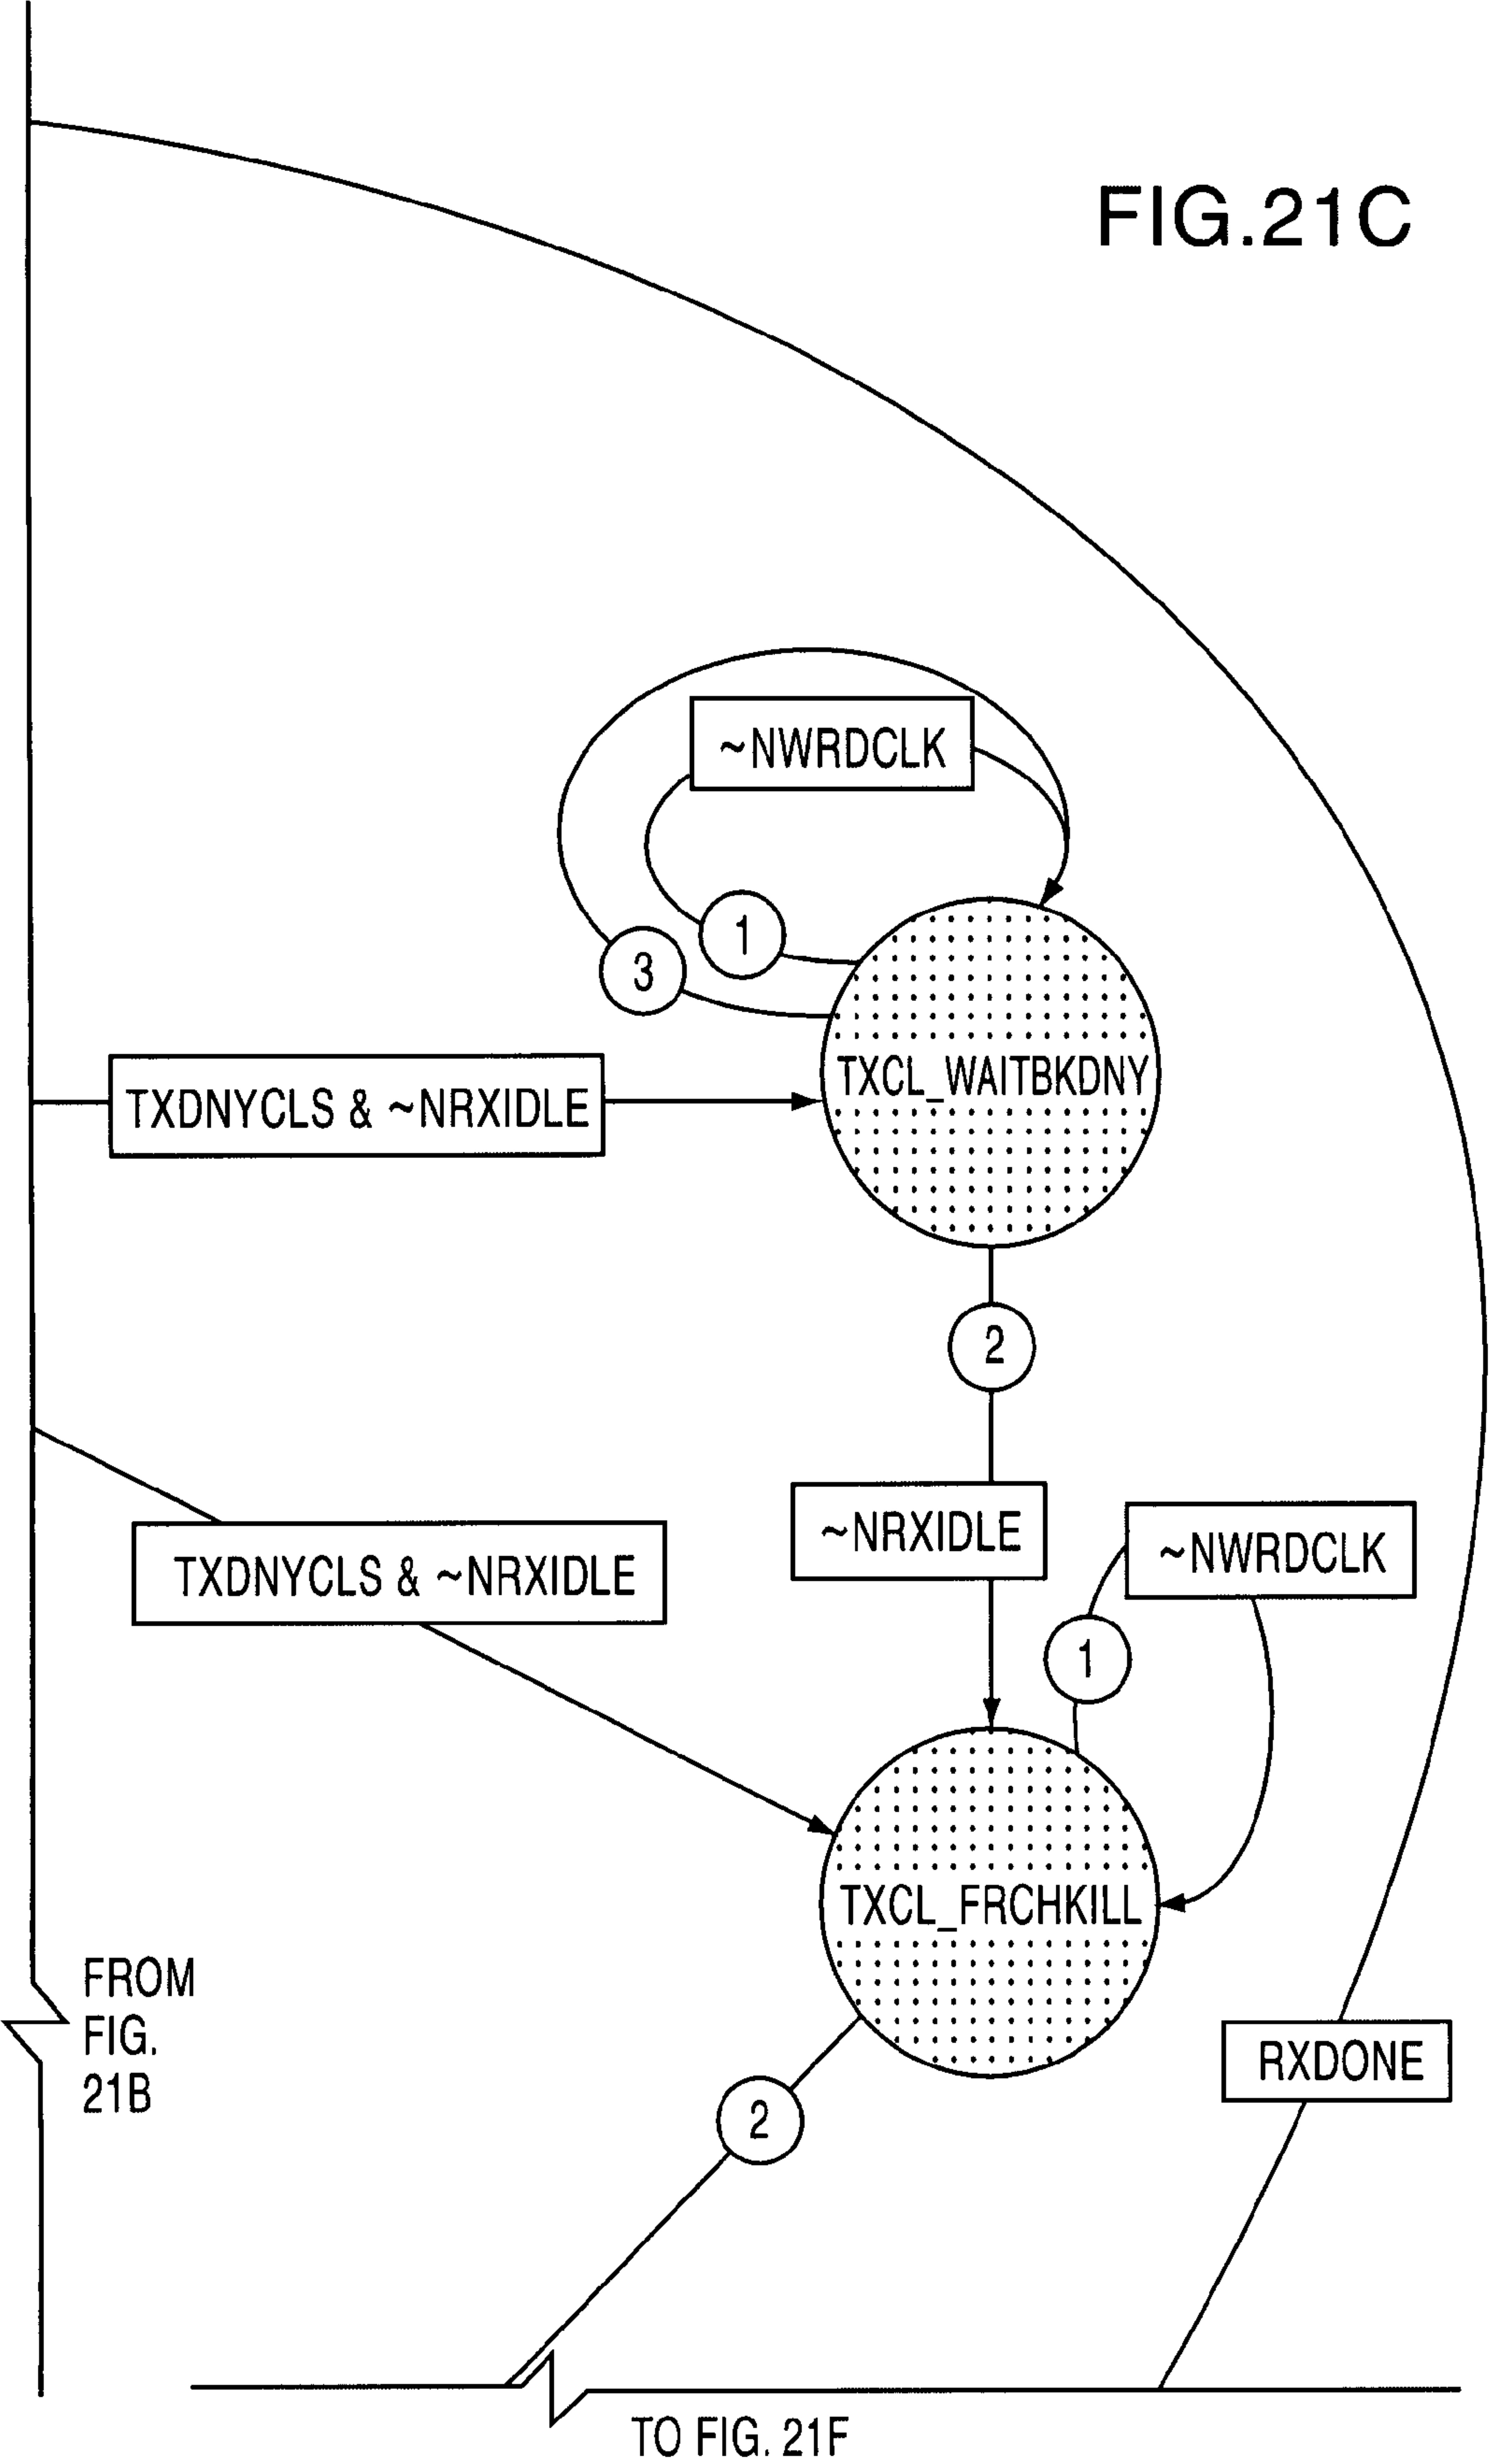 FIG.21C
~NWRDCLK
1
3
TXCL_WAITBKDNY
TXDNYCLS & ~NRXIDLE
2
~NRXIDLE
~NWRDCLK
TXDNYCLS & ~NRXIDLE
1
TXCL_FRCHKILL
FROM
FIG.
21B
RXDONE
2
TO FIG. 21F